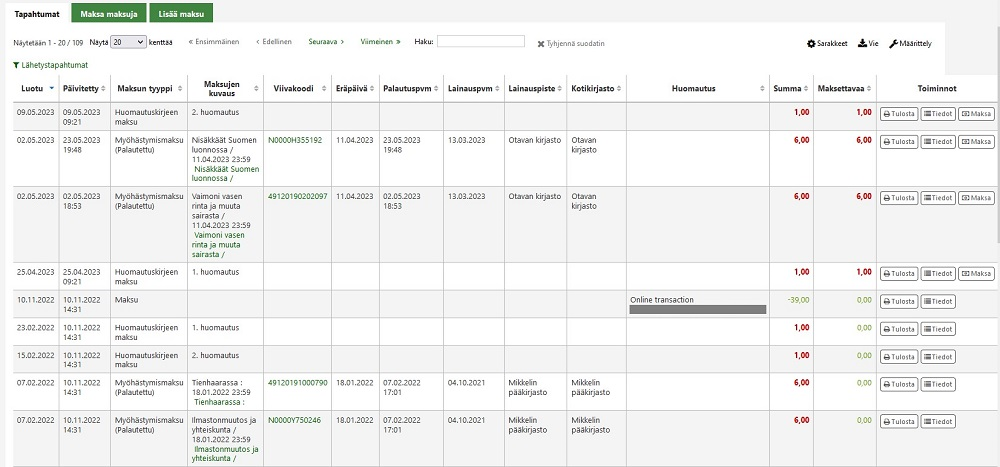 Tapahtumat Maksa maksuja Lisää maksu
Näytetään 1 - 20 / 109 Näytä 20 kenttää « Ensimmäinen ‹ Edellinen Seuraava › Viimeinen » Haku: ✕ Tyhjennä suodatin Sarakkeet Vie Määrittely
Lähetystapahtumat
Luotu Päivitetty Maksun tyyppi Maksujen kuvaus Viivakoodi Eräpäivä Palautuspvm Lainauspvm Lainauspiste Kotikirjasto Huomautus Summa Maksettavaa Toiminnot
09.05.2023 09.05.2023 Huomautuskirjeen 2. huomautus 1,00 1,00 Tulosta Tiedot Maksa
09:21 maksu
02.05.2023 23.05.2023 Myöhästymismaksu Nisäkkäät Suomen N0000H355192 11.04.2023 23.05.2023 13.03.2023 Otavan kirjasto Otavan 6,00 6,00 Tulosta Tiedot Maksa
19:48 (Palautettu) luonnossa / 19:48 kirjasto
11.04.2023 23:59
Nisäkkäät Suomen
luonnossa /
02.05.2023 02.05.2023 Myöhästymismaksu Vaimoni vasen 49120190202097 11.04.2023 02.05.2023 13.03.2023 Otavan kirjasto Otavan 6,00 6,00 Tulosta Tiedot Maksa
18:53 (Palautettu) rinta ja muuta 18:53 kirjasto
sairasta /
11.04.2023 23:59
Vaimoni vasen
rinta ja muuta
sairasta /
25.04.2023 25.04.2023 Huomautuskirjeen 1. huomautus 1,00 1,00 Tulosta Tiedot Maksa
09:21 maksu
10.11.2022 10.11.2022 Maksu Online transaction -39,00 0,00 Tulosta Tiedot
14:31
23.02.2022 10.11.2022 Huomautuskirjeen 1. huomautus 1,00 0,00 Tulosta Tiedot
14:31 maksu
15.02.2022 10.11.2022 Huomautuskirjeen 2. huomautus 1,00 0,00 Tulosta Tiedot
14:31 maksu
07.02.2022 10.11.2022 Myöhästymismaksu Tienhaarassa : 49120191000790 18.01.2022 07.02.2022 04.10.2021 Mikkelin Mikkelin 6,00 0,00 Tulosta Tiedot
14:31 (Palautettu) 18.01.2022 23:59 17:01 pääkirjasto pääkirjasto
Tienhaarassa :
07.02.2022 10.11.2022 Myöhästymismaksu Ilmastonmuutos ja N0000Y750246 18.01.2022 07.02.2022 04.10.2021 Mikkelin Mikkelin 6,00 0,00 Tulosta Tiedot
14:31 (Palautettu) yhteiskunta / 17:01 pääkirjasto pääkirjasto
18.01.2022 23:59
Ilmastonmuutos ja
yhteiskunta /